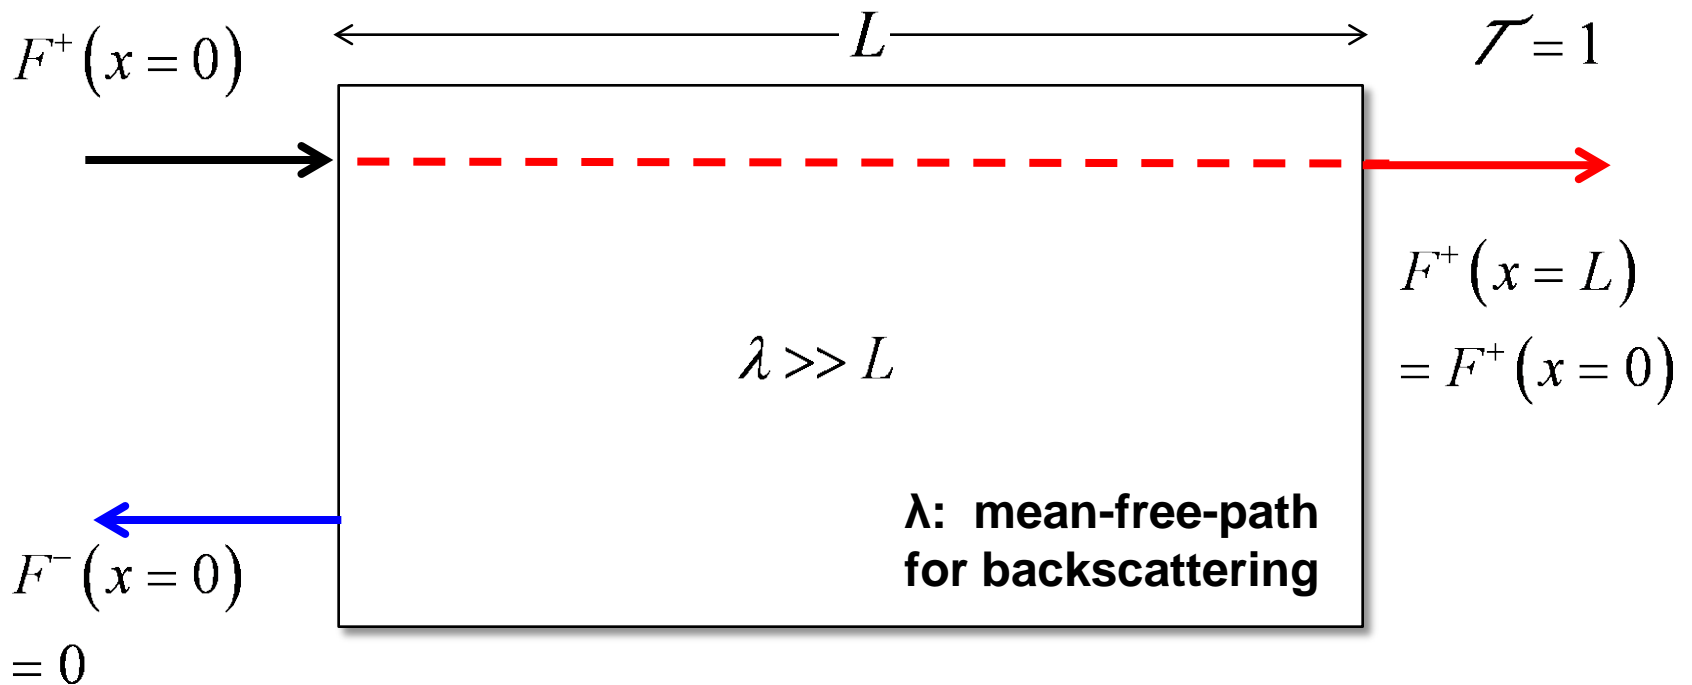 F⁺(x = 0)
L
𝒯 = 1
F⁺(x = L)
= F⁺(x = 0)
λ >> L
λ: mean-free-path
for backscattering
F⁻(x = 0)
= 0